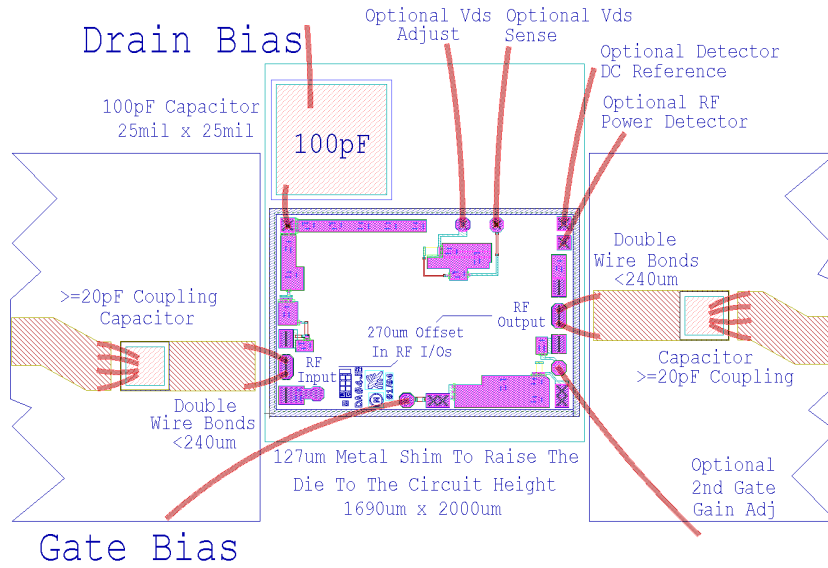 Drain Bias
Optional Vds
Adjust
Optional Vds
Sense
Optional Detector
DC Reference
Optional RF
Power Detector
100pF Capacitor
25mil x 25mil
100pF
Double
Wire Bonds
<240um
>=20pF Coupling
Capacitor
RF
Output
270um Offset
In RF I/Os
RF
Input
Capacitor
>=20pF Coupling
Double
Wire Bonds
<240um
127um Metal Shim To Raise The
Die To The Circuit Height
1690um x 2000um
Optional
2nd Gate
Gain Adj
Gate Bias